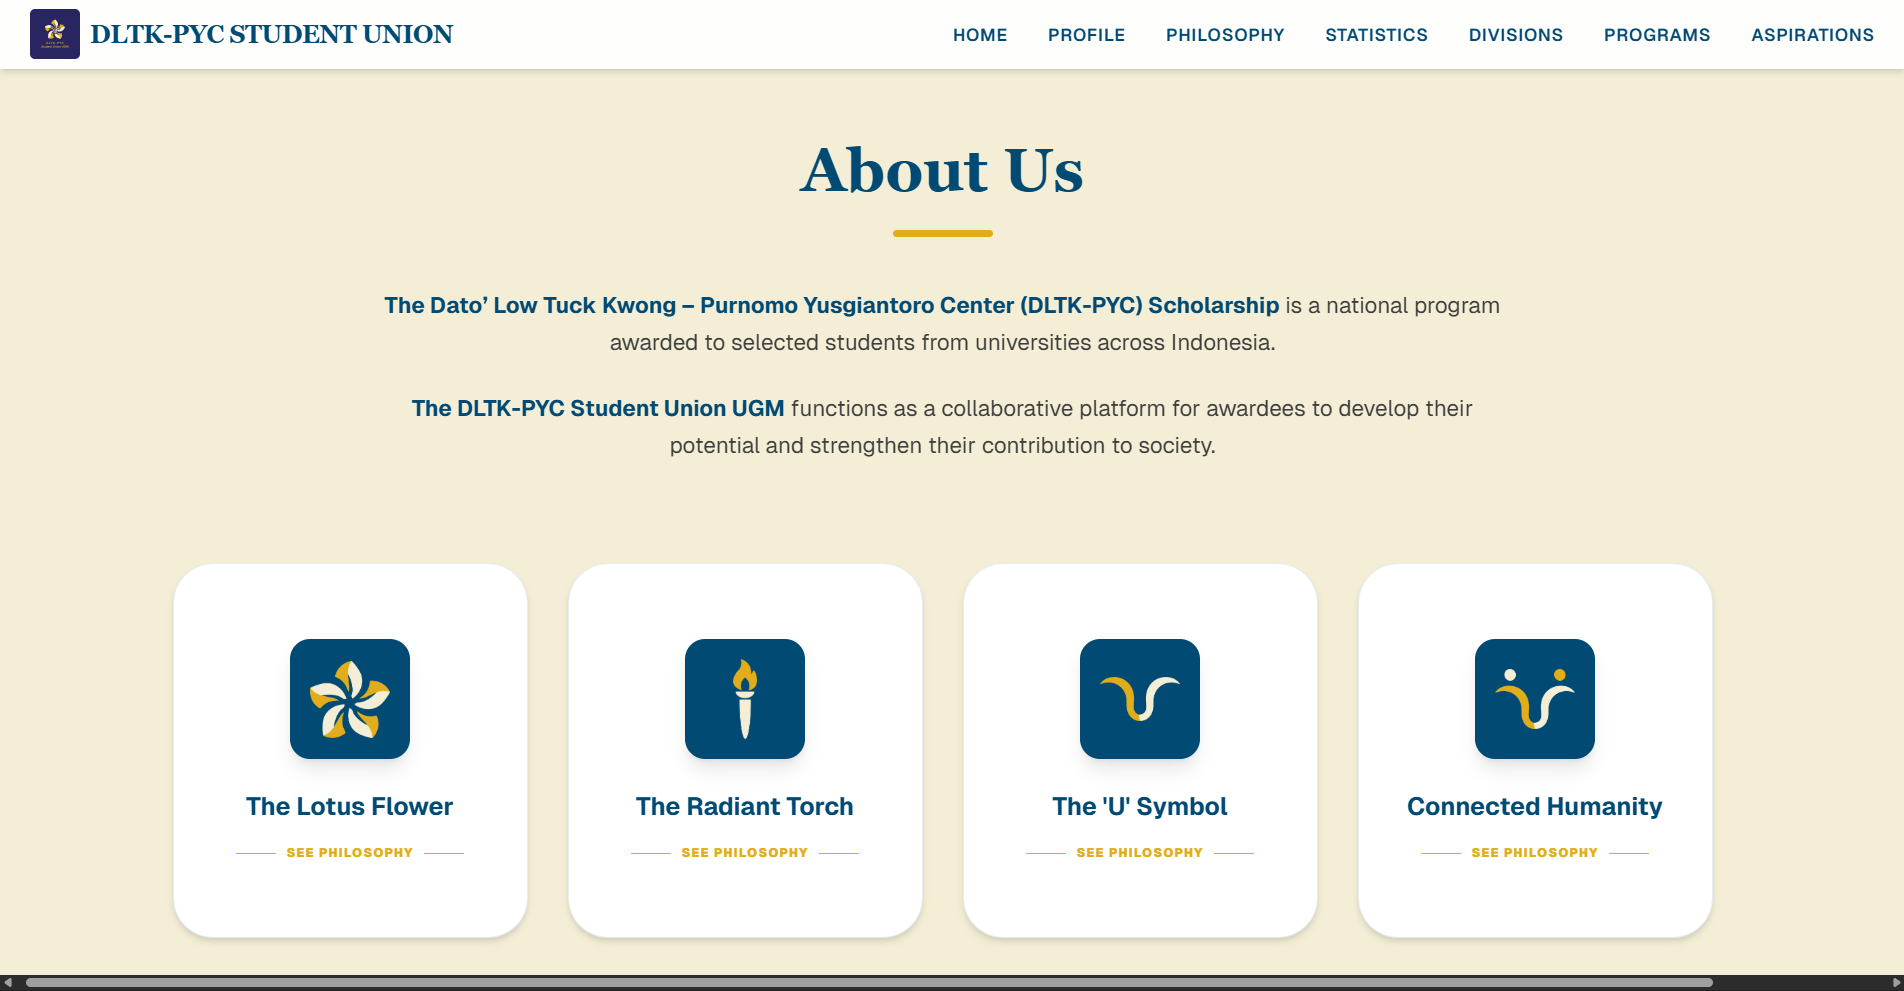 DLTK-PYC STUDENT UNION
HOME
PROFILE
PHILOSOPHY
STATISTICS
DIVISIONS
PROGRAMS
ASPIRATIONS
About Us
The Dato’ Low Tuck Kwong – Purnomo Yusgiantoro Center (DLTK-PYC) Scholarship is a national program
awarded to selected students from universities across Indonesia.
The DLTK-PYC Student Union UGM functions as a collaborative platform for awardees to develop their
potential and strengthen their contribution to society.
The Lotus Flower
SEE PHILOSOPHY
The Radiant Torch
SEE PHILOSOPHY
The 'U' Symbol
SEE PHILOSOPHY
Connected Humanity
SEE PHILOSOPHY